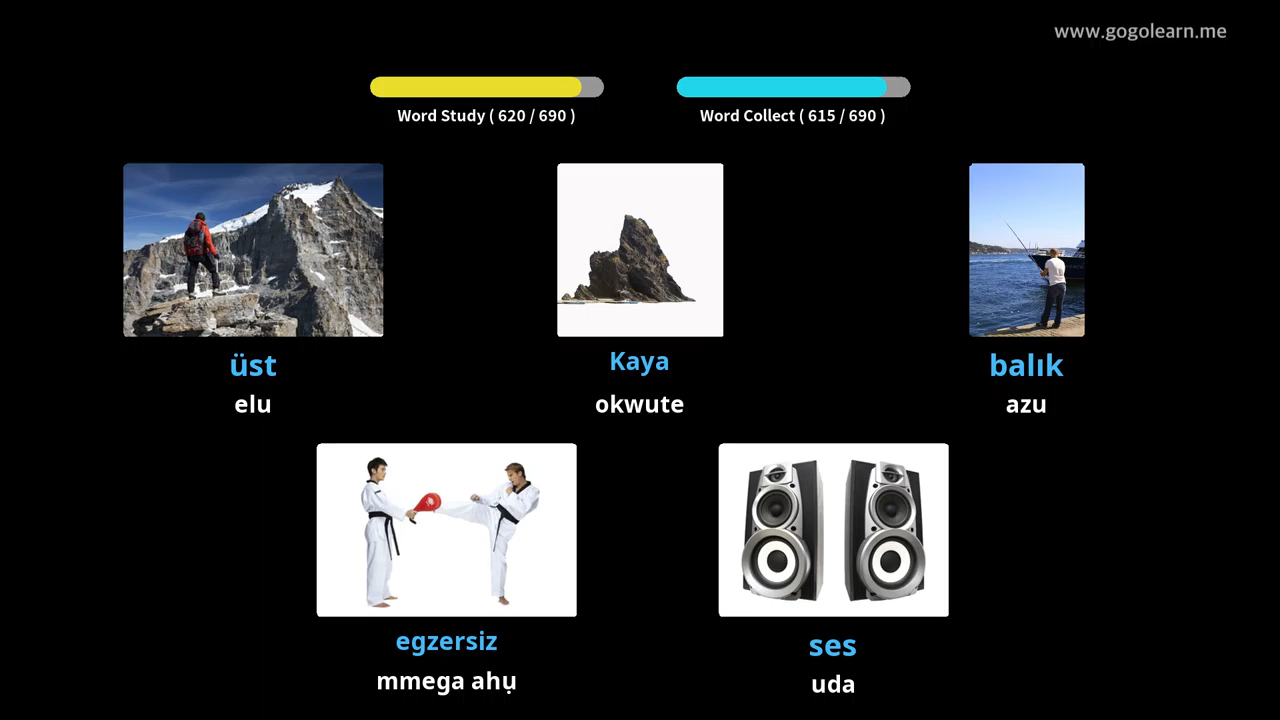 www.gogolearn.me
Word Study ( 620 / 690 )
Word Collect ( 615 / 690 )
üst
Kaya
balık
elu
okwute
azu
egzersiz
ses
mmega ahụ
uda